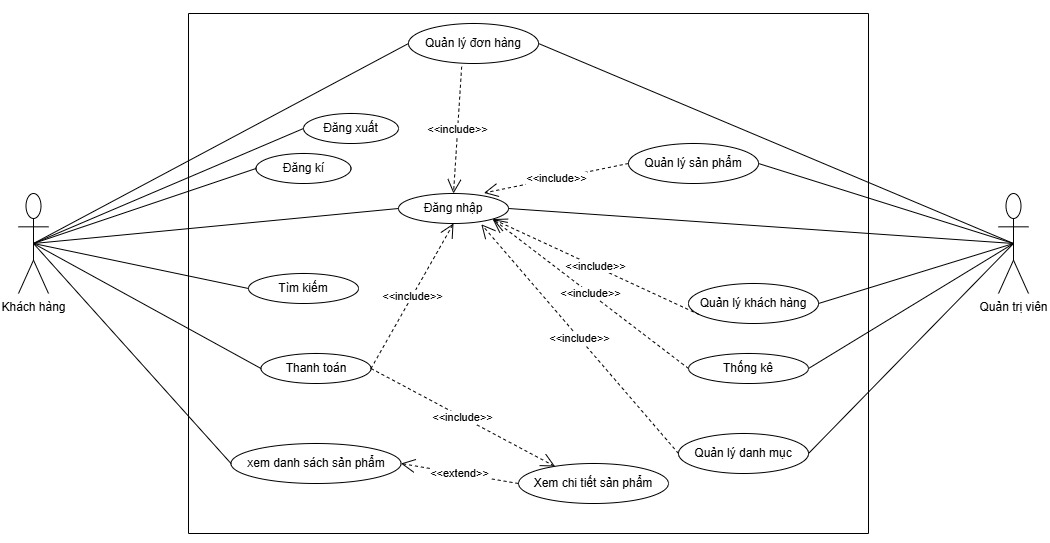 Quản lý đơn hàng
Đăng xuất
<<include>>
Đăng kí
Quản lý sản phẩm
<<include>>
Đăng nhập
<<include>>
Tìm kiếm
<<include>>
<<include>>
Quản lý khách hàng
Khách hàng
Quản trị viên
<<include>>
Thanh toán
Thống kê
<<include>>
Quản lý danh mục
xem danh sách sản phẩm
<<extend>>
Xem chi tiết sản phẩm